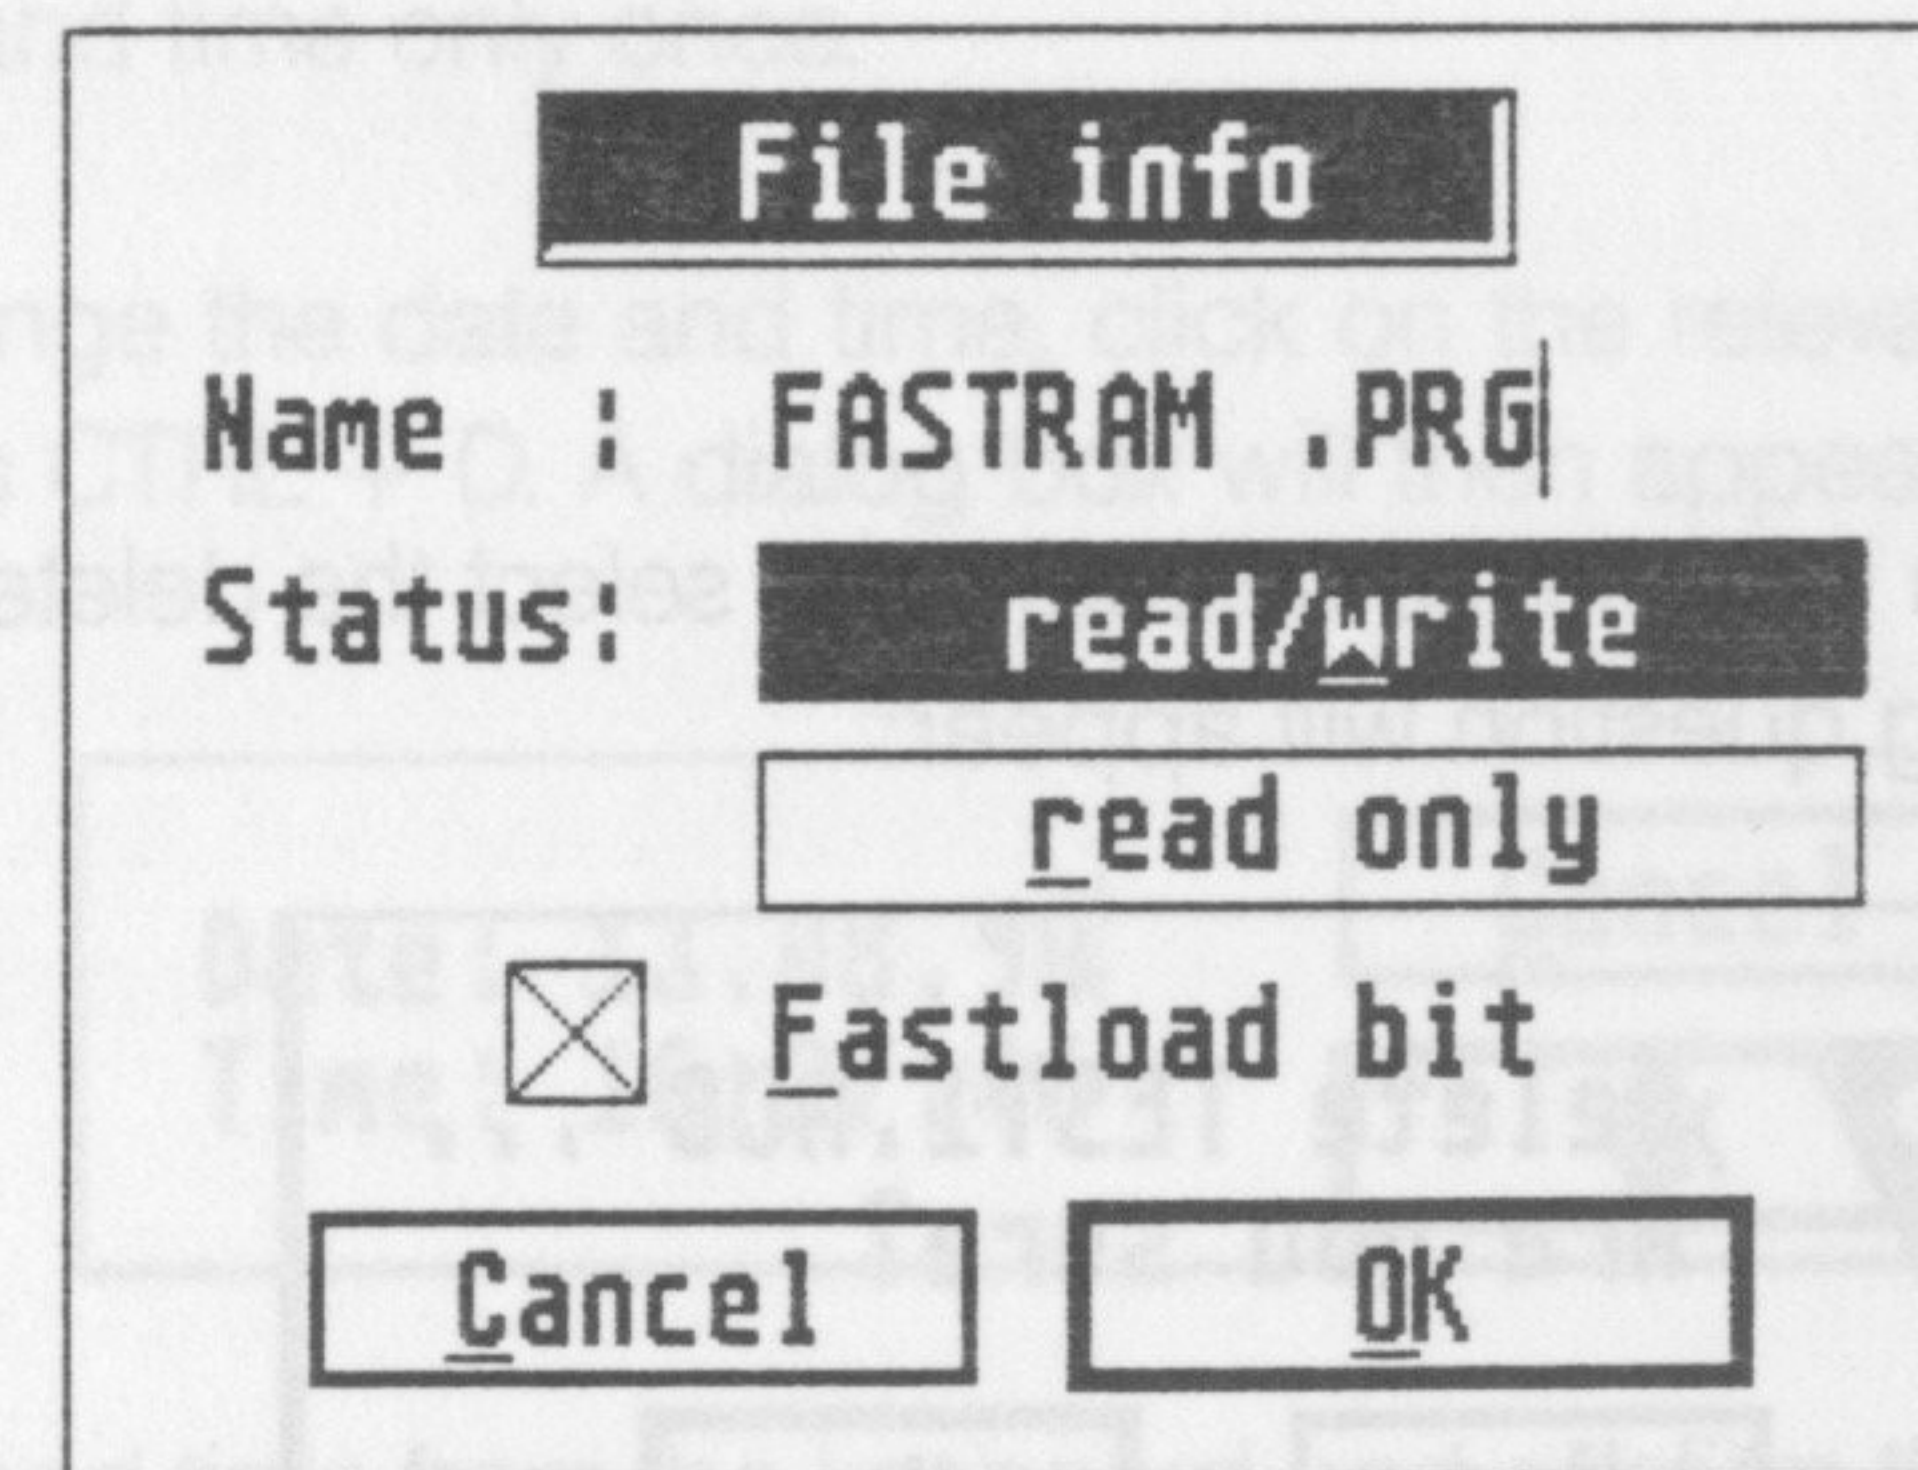 File info
Name : FASTRAM .PRG
Status: read/write
read only
Fastload bit
Cancel OK